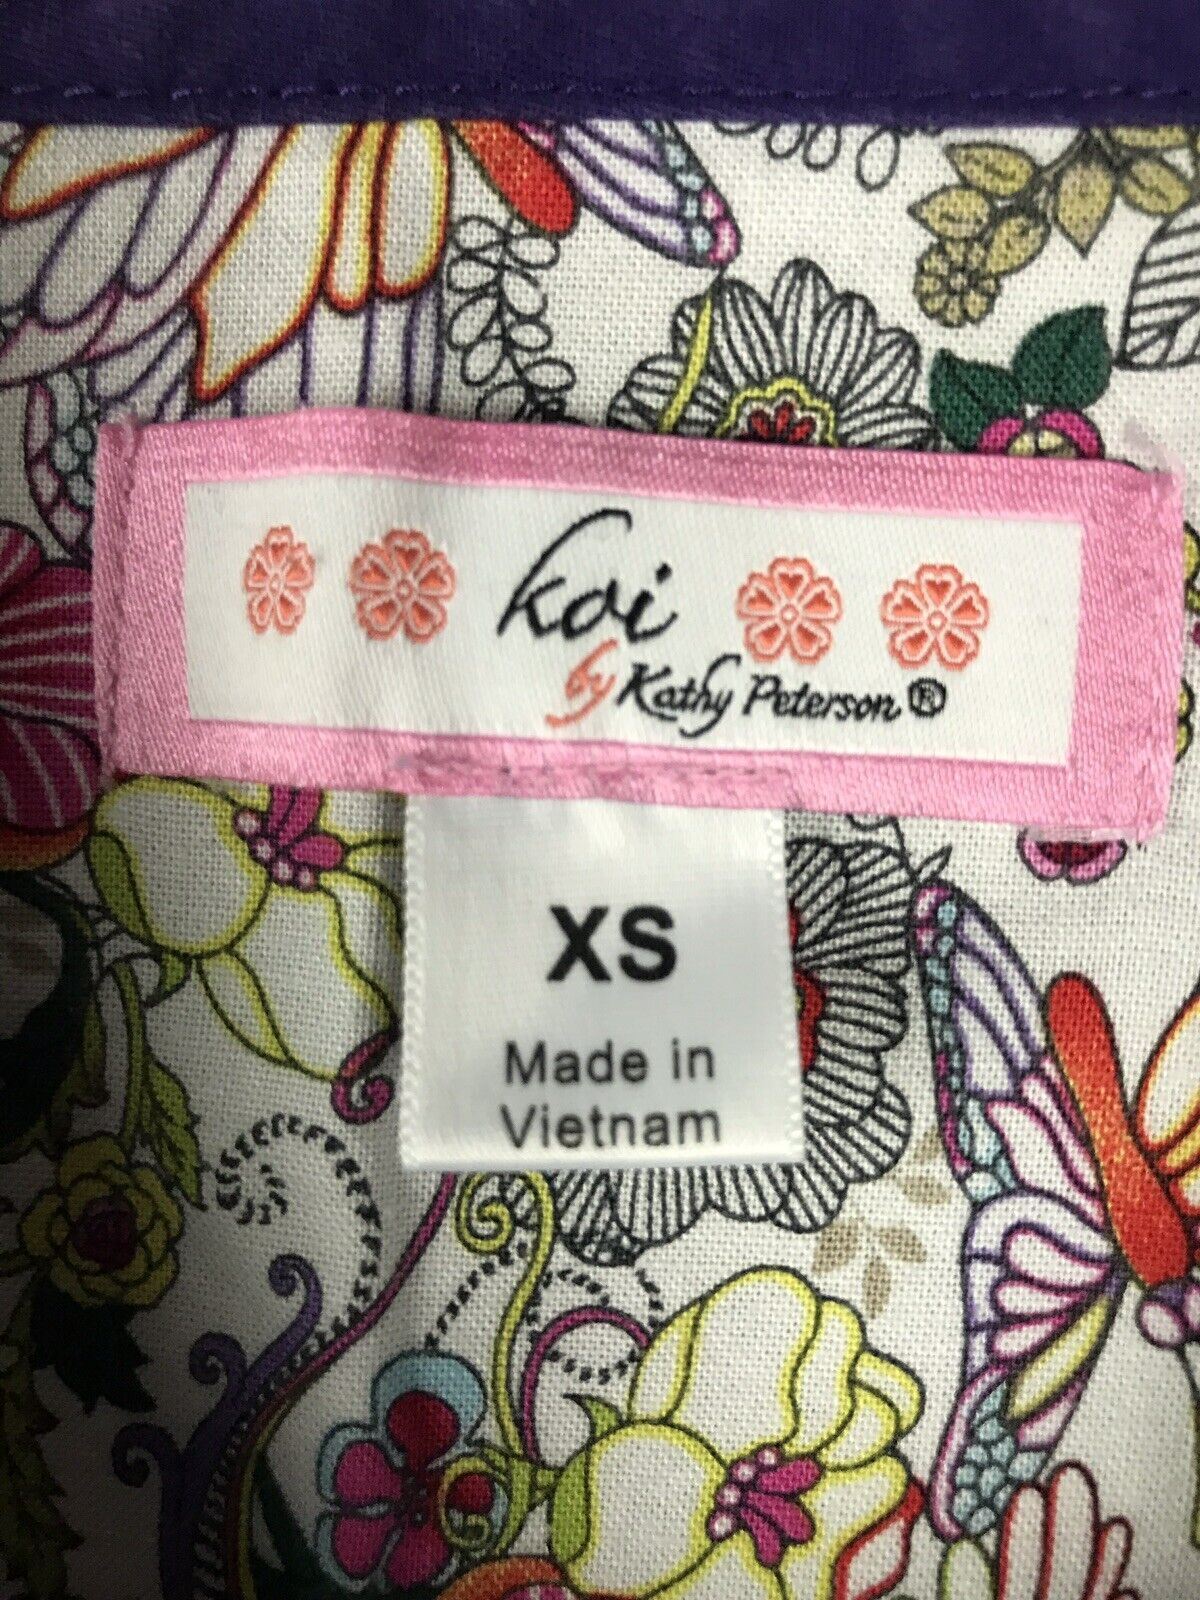 koi
by Kathy Peterson®
XS
Made in
Vietnam